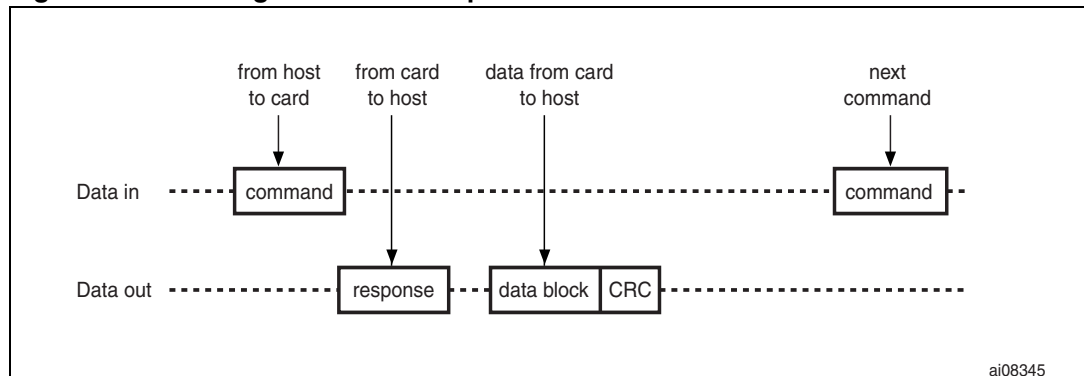 from host
to card
from card
to host
data from card
to host
next
command
Data in
command
command
Data out
response
data block
CRC
ai08345